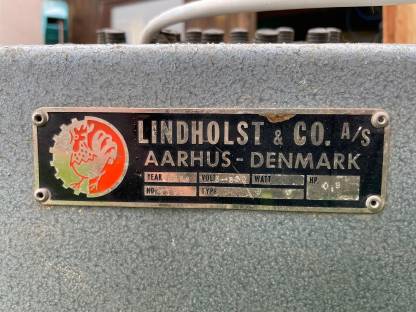 LINDHOLST & CO. A/S
AARHUS - DENMARK
YEAR VOLT WATT HP
NO. TYPE